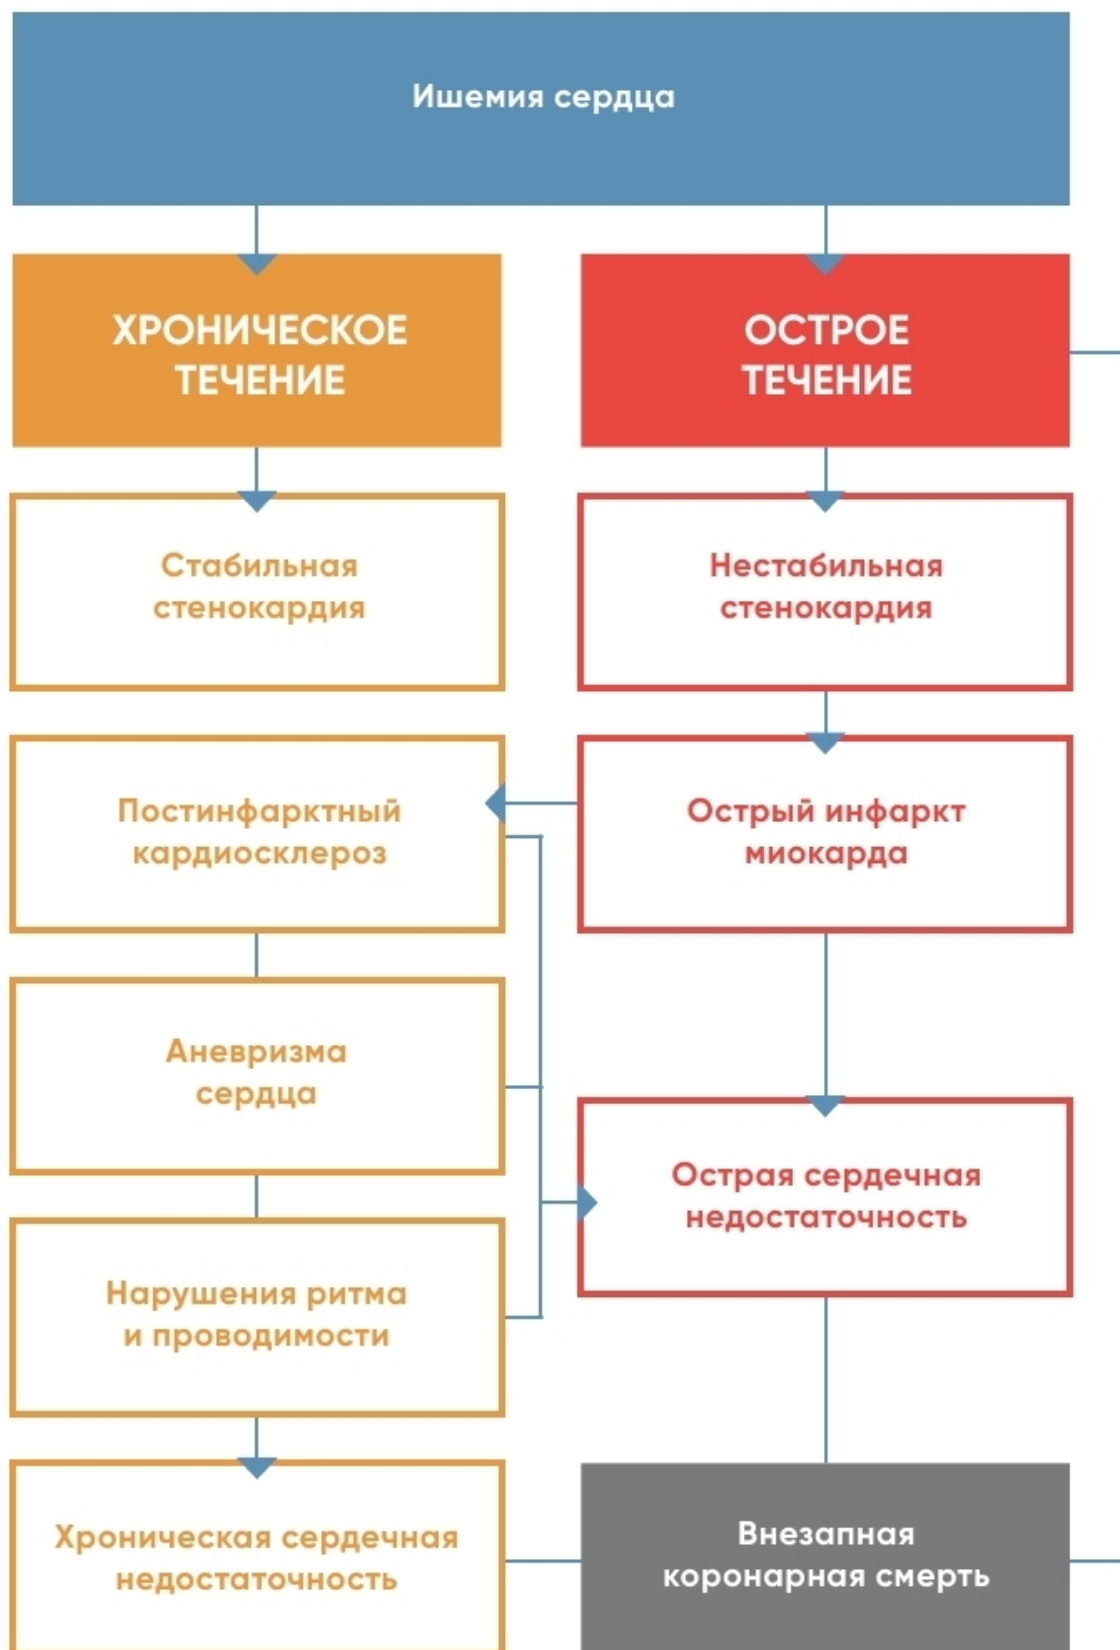 Ишемия сердца
ХРОНИЧЕСКОЕ
ТЕЧЕНИЕ
ОСТРОЕ
ТЕЧЕНИЕ
Стабильная
стенокардия
Нестабильная
стенокардия
Постинфарктный
кардиосклероз
Острый инфаркт
миокарда
Аневризма
сердца
Острая сердечная
недостаточность
Нарушения ритма
и проводимости
Хроническая сердечная
недостаточность
Внезапная
коронарная смерть